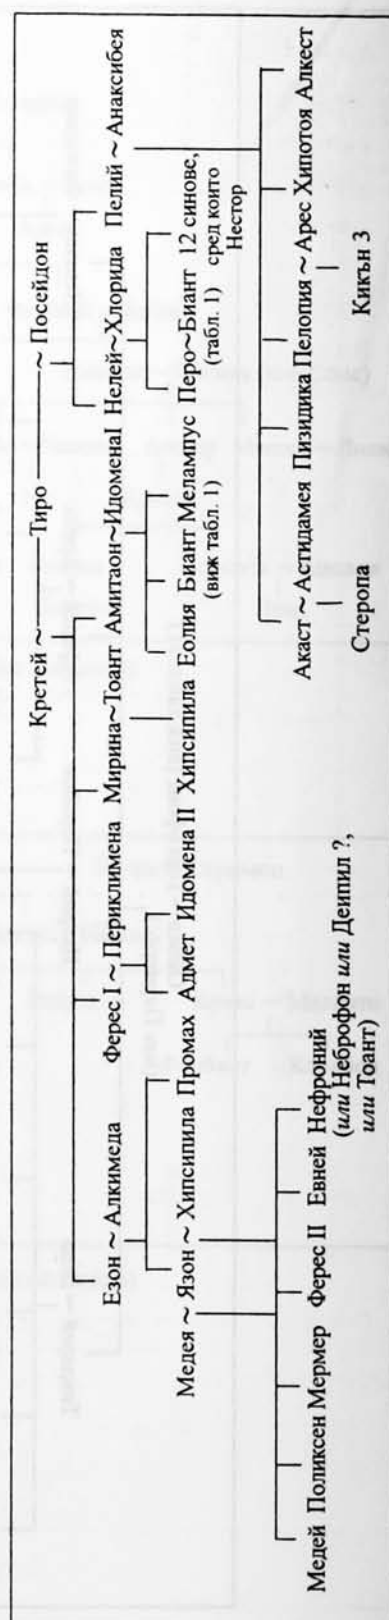 Кретей ~ Тиро ~ Посейдон
Езон ~ Алкимеда Ферес I ~ Периклимена Мирина~Тоант Амитаон~ИдоменаI Нелей~Хлорида Пелий ~ Анаксибея
Медея ~ Язон ~ Хипсипила Промах Адмет Идомена II Хипсипила Еолия Биант Мелампус Перо~Биант 12 синове,
(виж табл. 1) (табл. 1) сред които
Нестор
Медей Поликсен Мермер Ферес II Евней Нефроний Акаст ~ Астидамея Пизидика Пелопия ~ Арес Хипотоя Алкест
(или Неброфон или Деипил ?,
или Тоант)
Стеропа Кикън 3